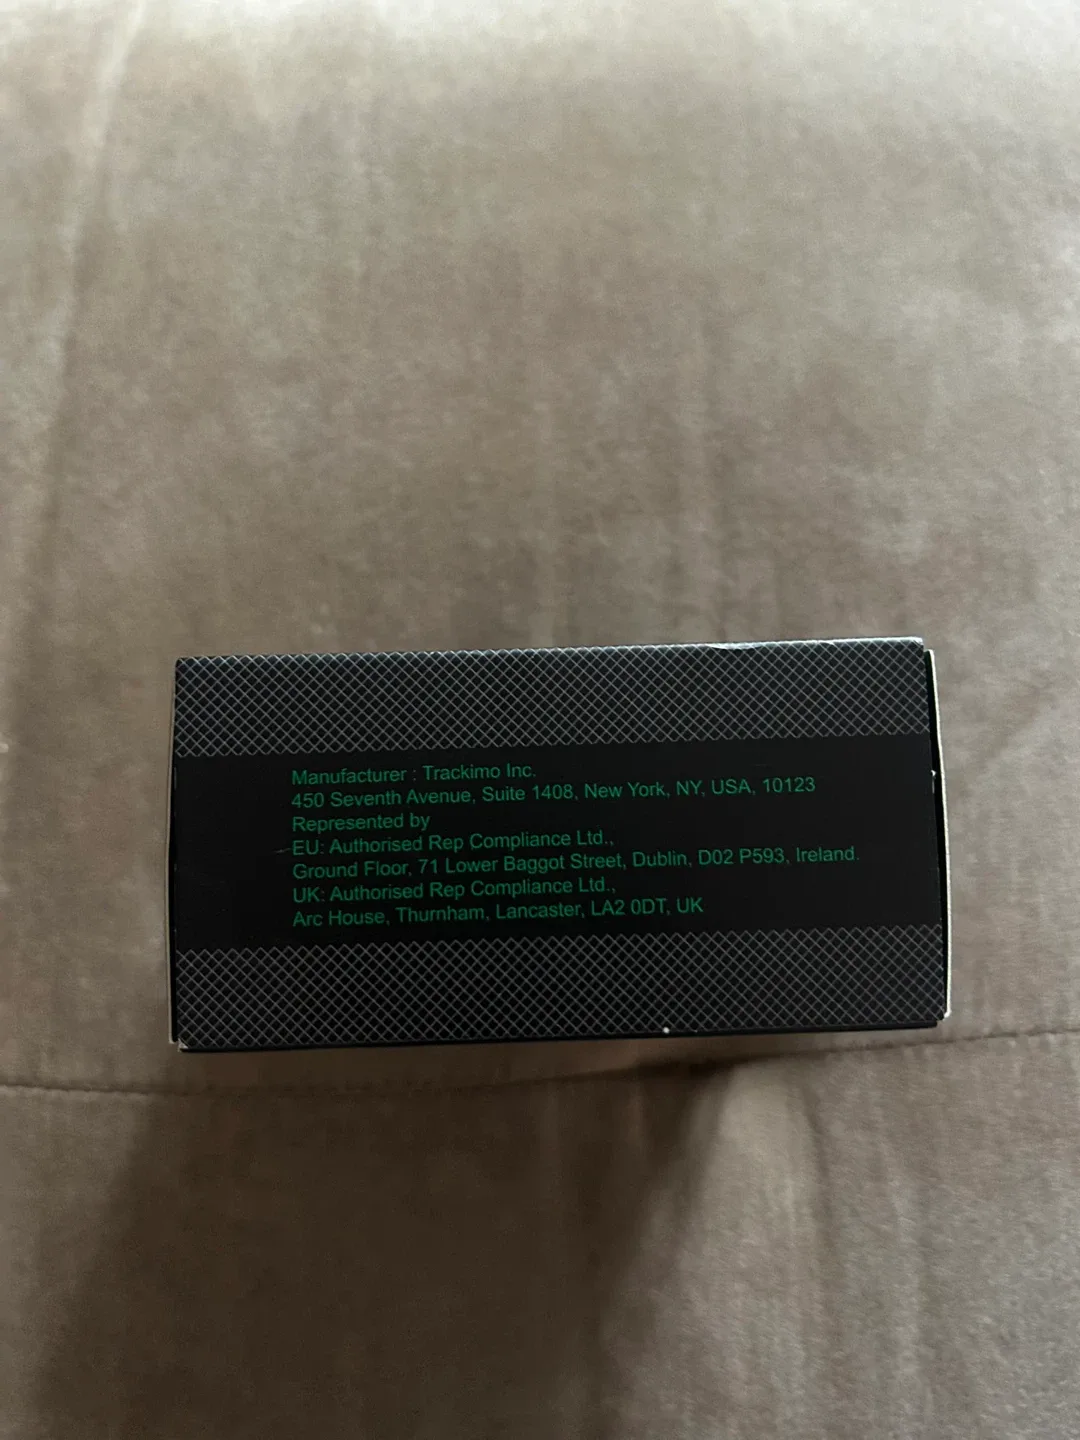 Manufacturer : Trackimo Inc.
450 Seventh Avenue, Suite 1408, New York, NY, USA, 10123
Represented by
EU: Authorised Rep Compliance Ltd.,
Ground Floor, 71 Lower Baggot Street, Dublin, D02 P593, Ireland.
UK: Authorised Rep Compliance Ltd.,
Arc House, Thurnham, Lancaster, LA2 0DT, UK